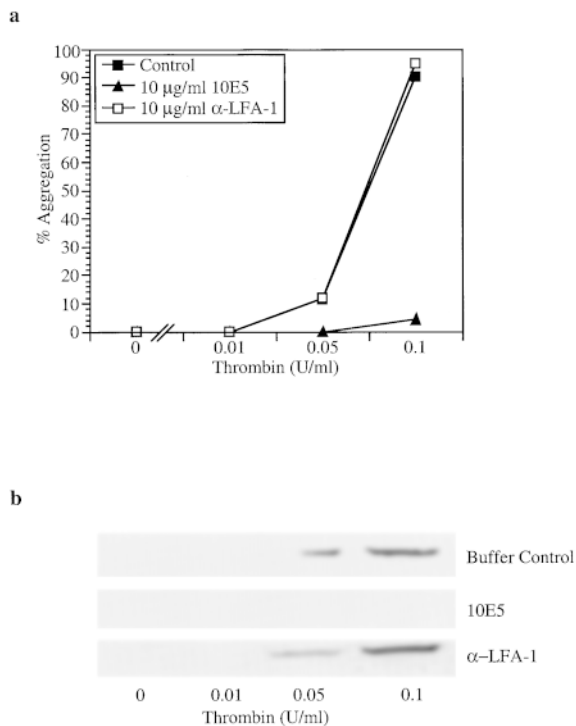 a
100
90
80
70
60
50
40
30
20
10
0
% Aggregation
Control
10 µg/ml 10E5
10 µg/ml α-LFA-1
0 0.01 0.05 0.1
Thrombin (U/ml)
b
Buffer Control
10E5
α–LFA-1
0 0.01 0.05 0.1
Thrombin (U/ml)